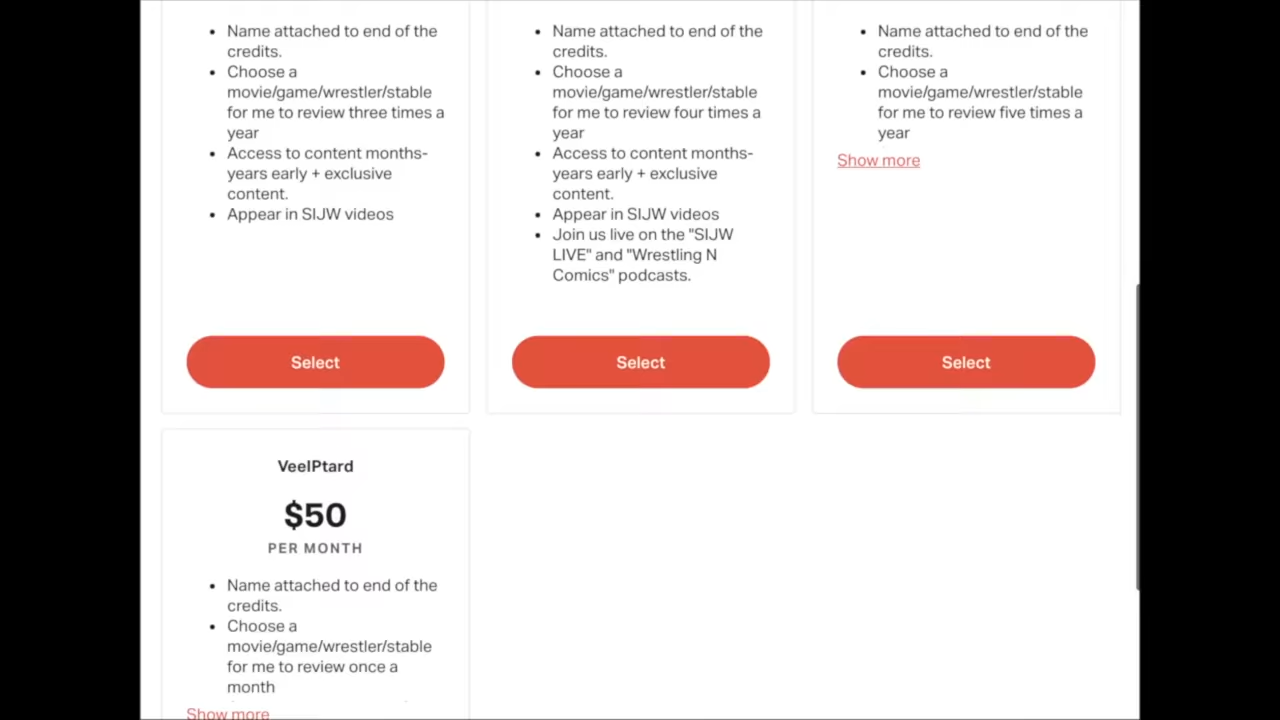 Name attached to end of the
credits.
Choose a
movie/game/wrestler/stable
for me to review three times a
year
Access to content months-
years early + exclusive
content.
Appear in SIJW videos
Select
Name attached to end of the
credits.
Choose a
movie/game/wrestler/stable
for me to review four times a
year
Access to content months-
years early + exclusive
content.
Appear in SIJW videos
Join us live on the "SIJW
LIVE" and "Wrestling N
Comics" podcasts.
Select
Name attached to end of the
credits.
Choose a
movie/game/wrestler/stable
for me to review five times a
year
Show more
Select
VeelPtard
$50
PER MONTH
Name attached to end of the
credits.
Choose a
movie/game/wrestler/stable
for me to review once a
month
Show more